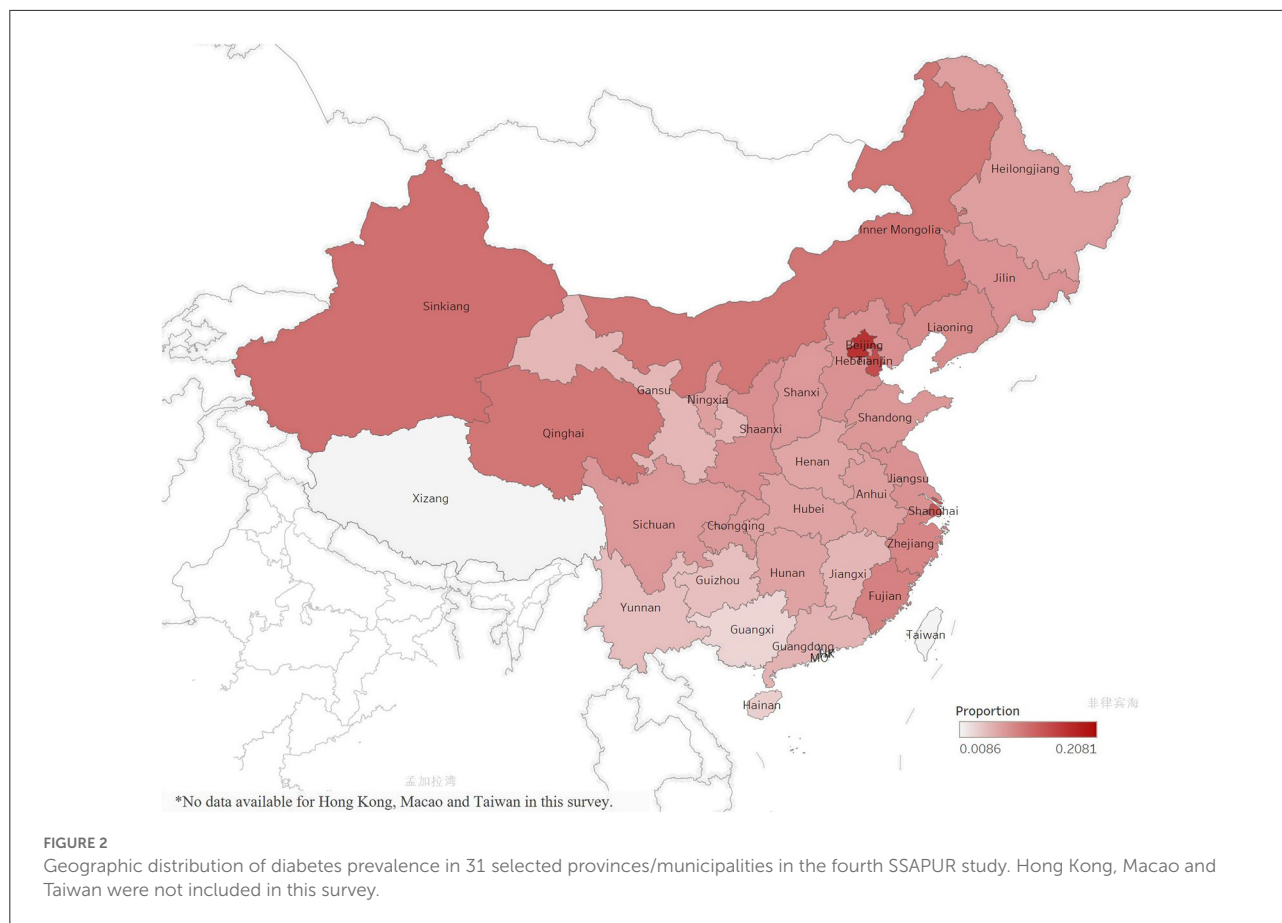 Heilongjiang
Inner Mongolia
Jilin
Sinkiang
Liaoning
Beijing
Hebei
Tianjin
Gansu
Ningxia
Shanxi
Shandong
Qinghai
Shaanxi
Henan
Jiangsu
Xizang
Anhui
Hubei
Shanghai
Sichuan
Chongqing
Zhejiang
Guizhou
Hunan
Jiangxi
Fujian
Yunnan
Guangxi
Taiwan
Guangdong
HK
MO
Hainan
菲律宾海
Proportion
0.0086 0.2081
孟加拉湾
*No data available for Hong Kong, Macao and Taiwan in this survey.
FIGURE 2
Geographic distribution of diabetes prevalence in 31 selected provinces/municipalities in the fourth SSAPUR study. Hong Kong, Macao and
Taiwan were not included in this survey.